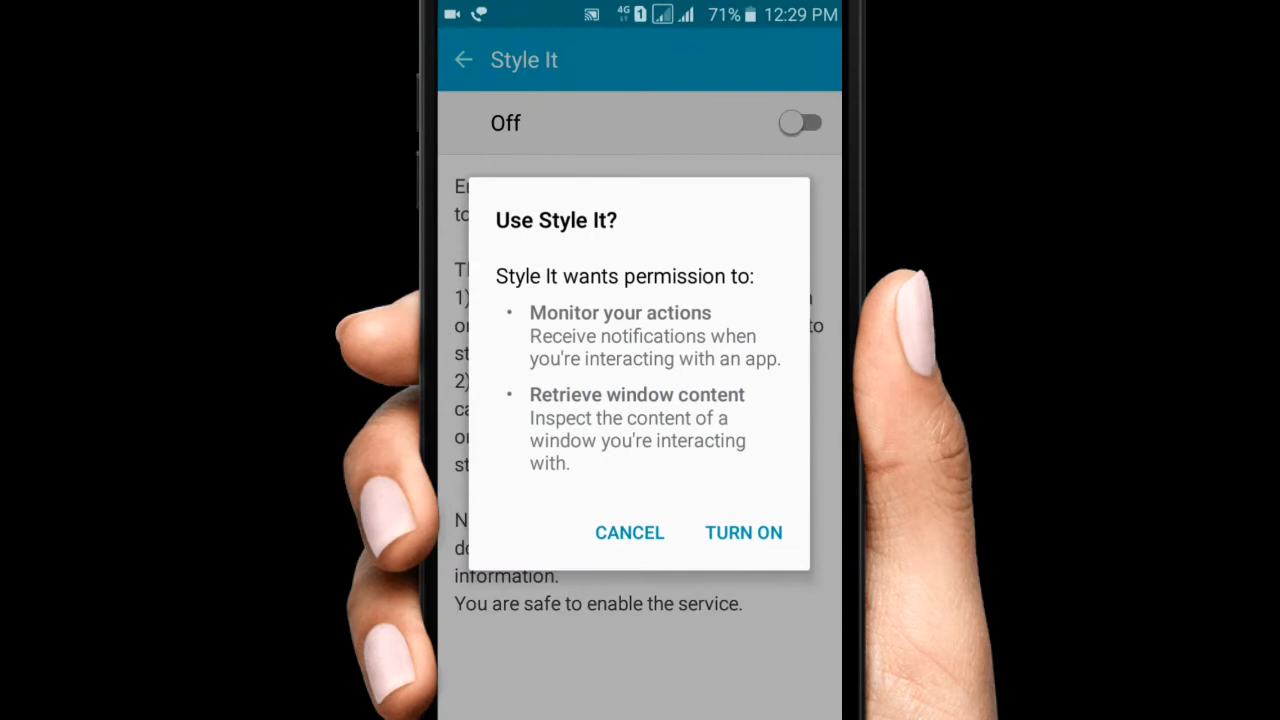 4G 1 71% 12:29 PM
Style It
Off
Use Style It?
Style It wants permission to:
• Monitor your actions
Receive notifications when
you're interacting with an app.
• Retrieve window content
Inspect the content of a
window you're interacting
with.
CANCEL TURN ON
information.
You are safe to enable the service.